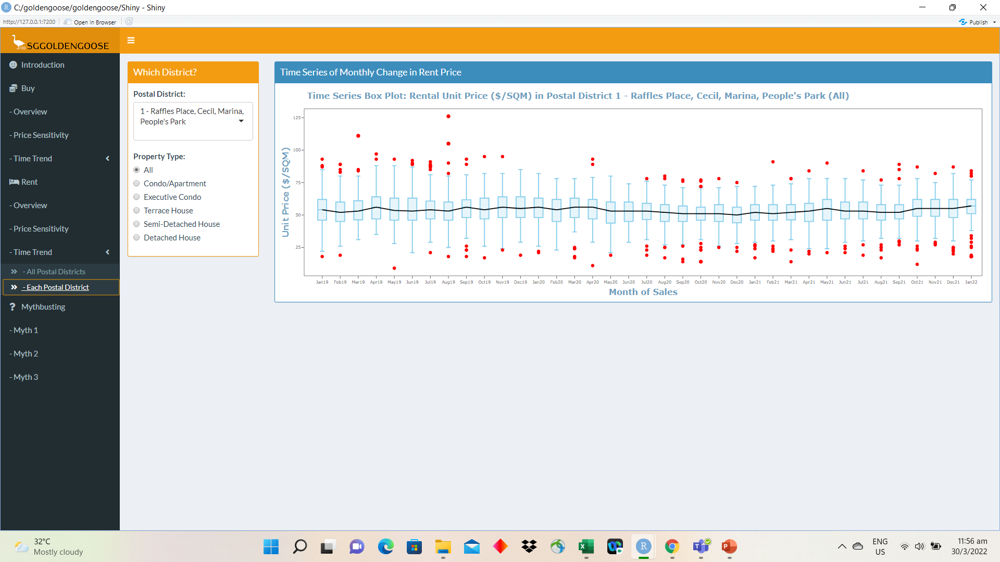 C:/goldengoose/goldengoose/Shiny - Shiny
http://127.0.0.1:7200
Open in Browser
Publish
SGGOLDENGOOSE
Introduction
Buy
- Overview
- Price Sensitivity
- Time Trend
Rent
- Overview
- Price Sensitivity
- Time Trend
- All Postal Districts
- Each Postal District
Mythbusting
- Myth 1
- Myth 2
- Myth 3
Which District?
Postal District:
1 - Raffles Place, Cecil, Marina,
People's Park
Property Type:
All
Condo/Apartment
Executive Condo
Terrace House
Semi-Detached House
Detached House
Time Series of Monthly Change in Rent Price
Time Series Box Plot: Rental Unit Price ($/SQM) in Postal District 1 - Raffles Place, Cecil, Marina, People's Park (All)
Unit Price ($/SQM)
125
100
75
50
25
Jan19 Feb19 Mar19 Apr19 May19 Jun19 Jul19 Aug19 Sep19 Oct19 Nov19 Dec19 Jan20 Feb20 Mar20 Apr20 May20 Jun20 Jul20 Aug20 Sep20 Oct20 Nov20 Dec20 Jan21 Feb21 Mar21 Apr21 May21 Jun21 Jul21 Aug21 Sep21 Oct21 Nov21 Dec21 Jan22
Month of Sales
32°C
Mostly cloudy
ENG
US
11:56 am
30/3/2022